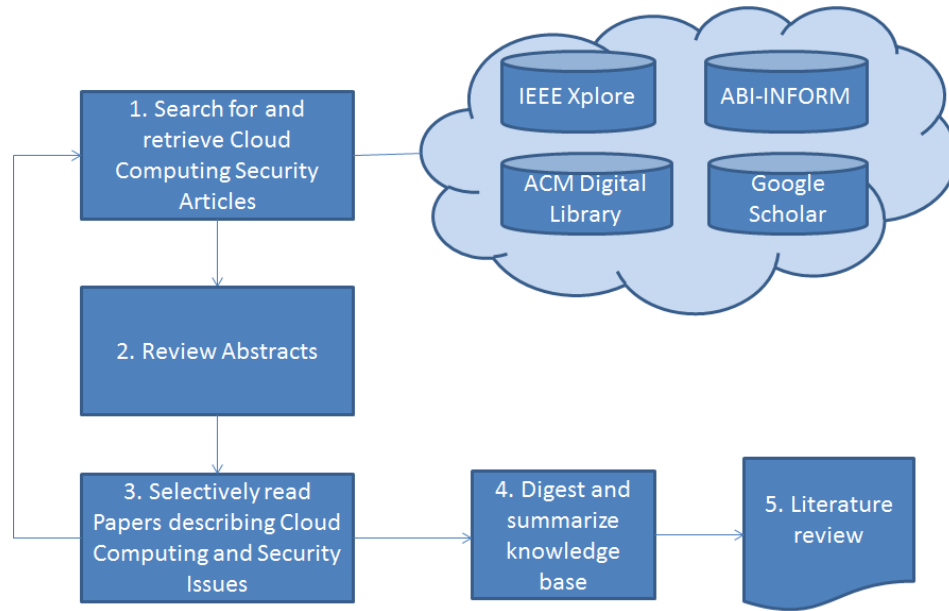 1. Search for and
retrieve Cloud
Computing Security
Articles
IEEE Xplore
ABI-INFORM
ACM Digital
Library
Google
Scholar
2. Review Abstracts
3. Selectively read
Papers describing Cloud
Computing and Security
Issues
4. Digest and
summarize
knowledge
base
5. Literature
review